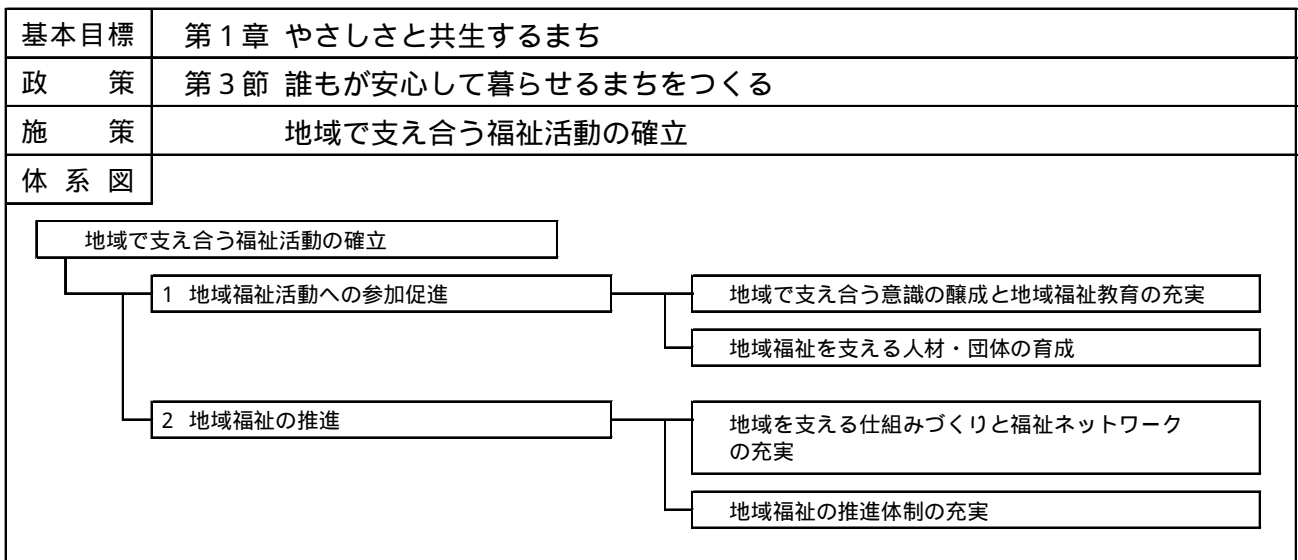 基本目標 第1章 やさしさと共生するまち
政策 第3節 誰もが安心して暮らせるまちをつくる
施策 地域で支え合う福祉活動の確立
体系図
地域で支え合う福祉活動の確立
1 地域福祉活動への参加促進
地域で支え合う意識の醸成と地域福祉教育の充実
地域福祉を支える人材・団体の育成
2 地域福祉の推進
地域を支える仕組みづくりと福祉ネットワーク
の充実
地域福祉の推進体制の充実